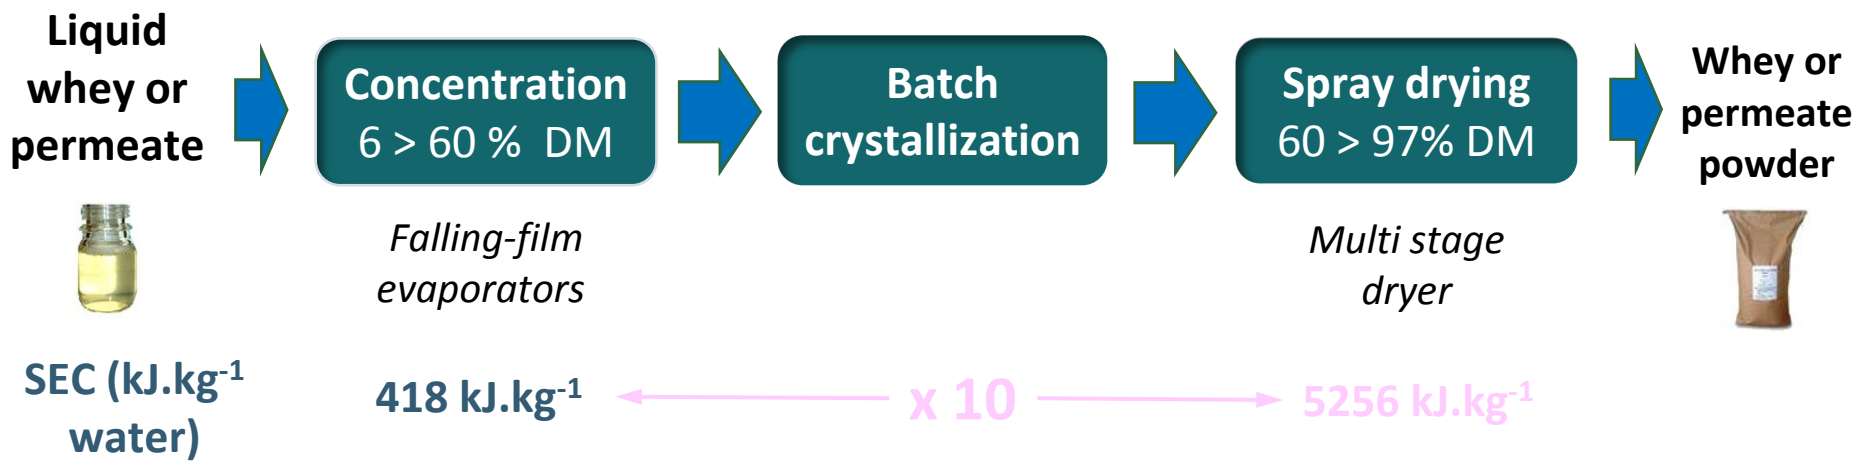 Liquid
whey or
permeate
Concentration
6 > 60 % DM
Batch
crystallization
Spray drying
60 > 97% DM
Whey or
permeate
powder
Falling-film
evaporators
Multi stage
dryer
SEC (kJ.kg⁻¹
water)
418 kJ.kg⁻¹
x 10
5256 kJ.kg⁻¹